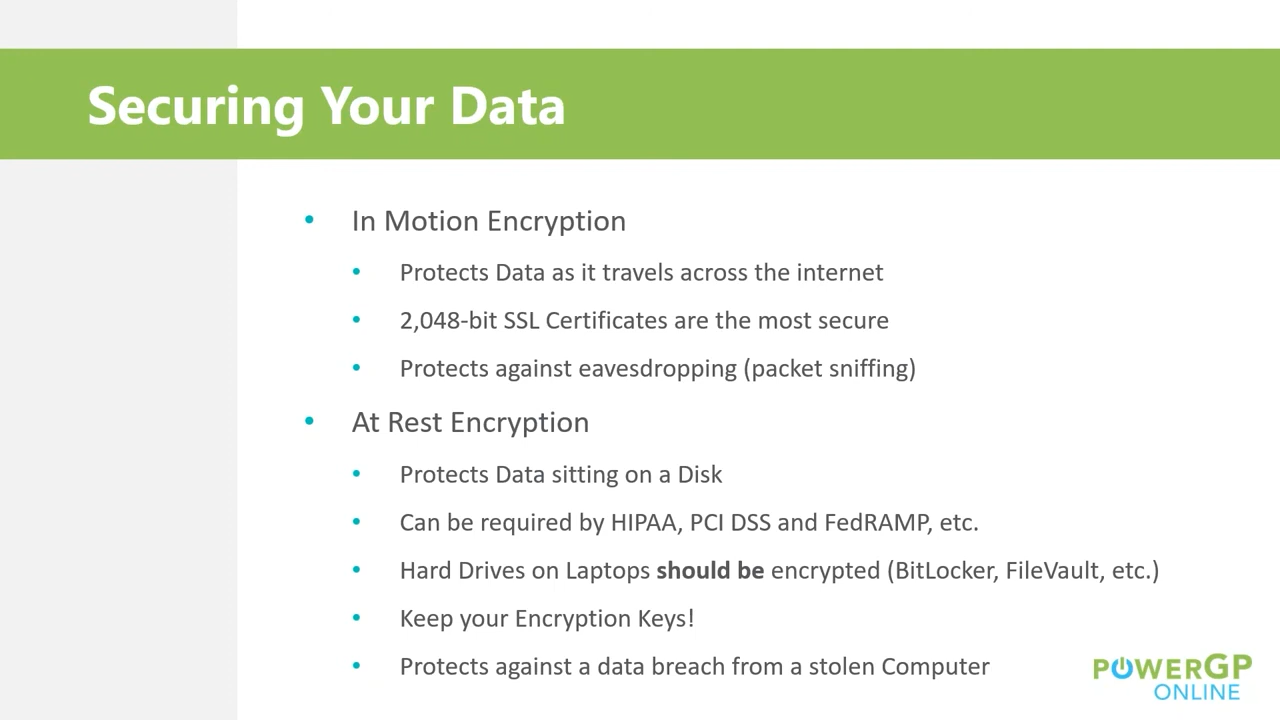 Securing Your Data
• In Motion Encryption
• Protects Data as it travels across the internet
• 2,048-bit SSL Certificates are the most secure
• Protects against eavesdropping (packet sniffing)
• At Rest Encryption
• Protects Data sitting on a Disk
• Can be required by HIPAA, PCI DSS and FedRAMP, etc.
• Hard Drives on Laptops should be encrypted (BitLocker, FileVault, etc.)
• Keep your Encryption Keys!
• Protects against a data breach from a stolen Computer
POWERGP
ONLINE